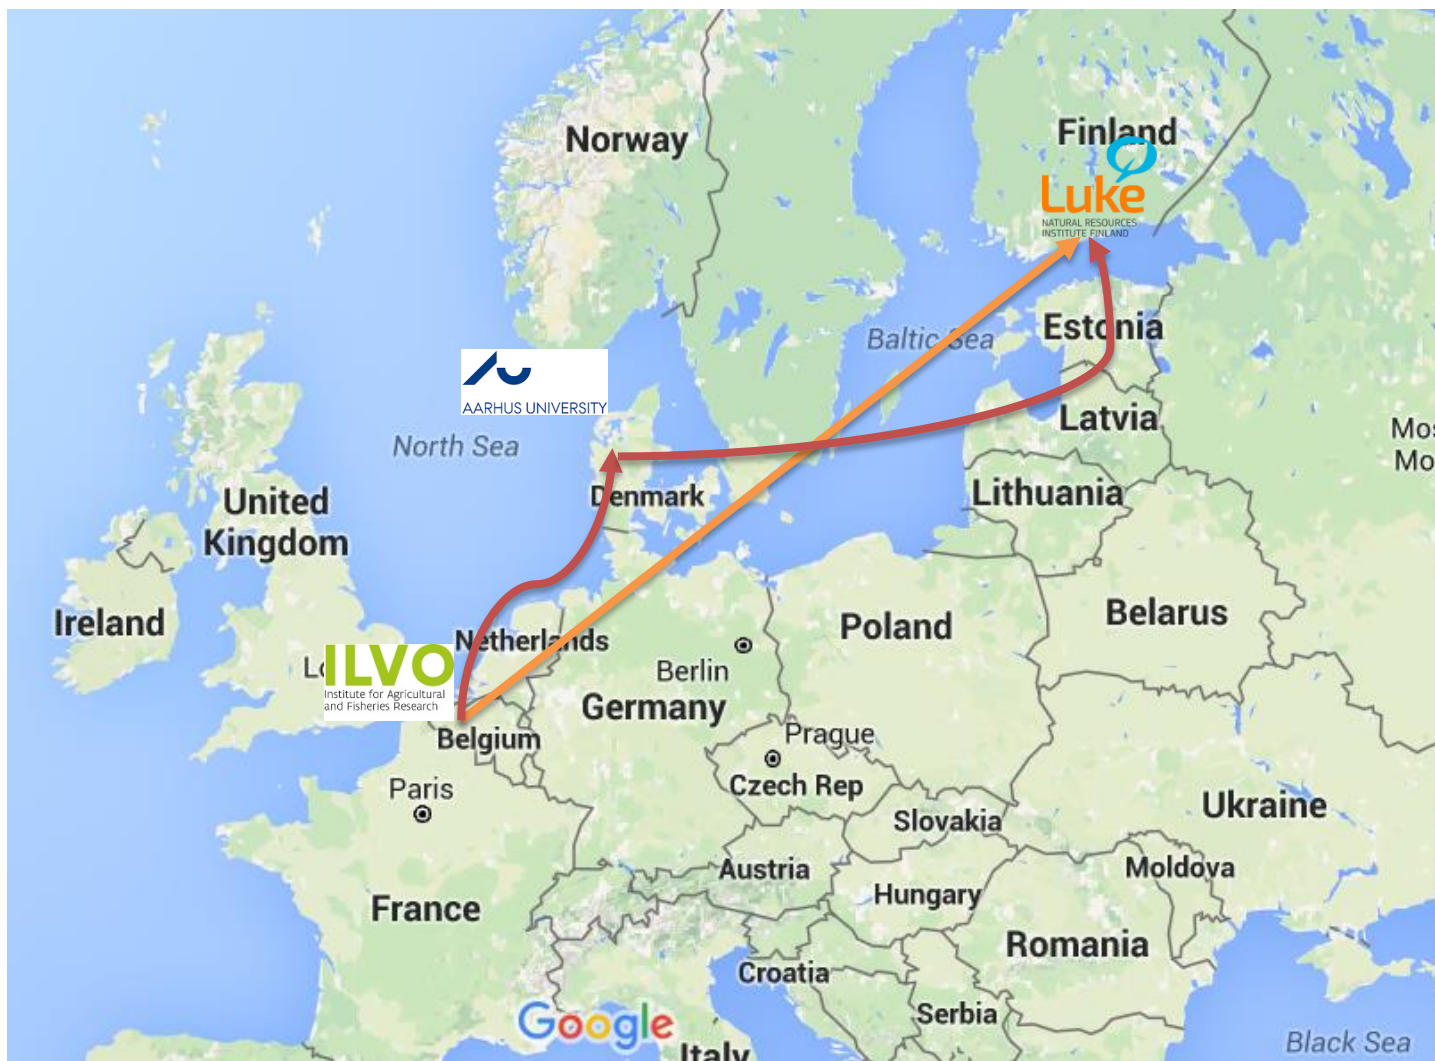 Norway
Finland
Luke
NATURAL RESOURCES
INSTITUTE FINLAND
Baltic Sea
Estonia
AARHUS UNIVERSITY
Latvia
North Sea
Mos
Mo
Denmark
Lithuania
United
Kingdom
Ireland
Netherlands
Poland
Belarus
ILVO
Institute for Agricultural
and Fisheries Research
Lo
Berlin
Germany
Belgium
Prague
Czech Rep
Paris
Ukraine
Slovakia
Austria
Moldova
Hungary
France
Romania
Croatia
Serbia
Google
Italy
Black Sea